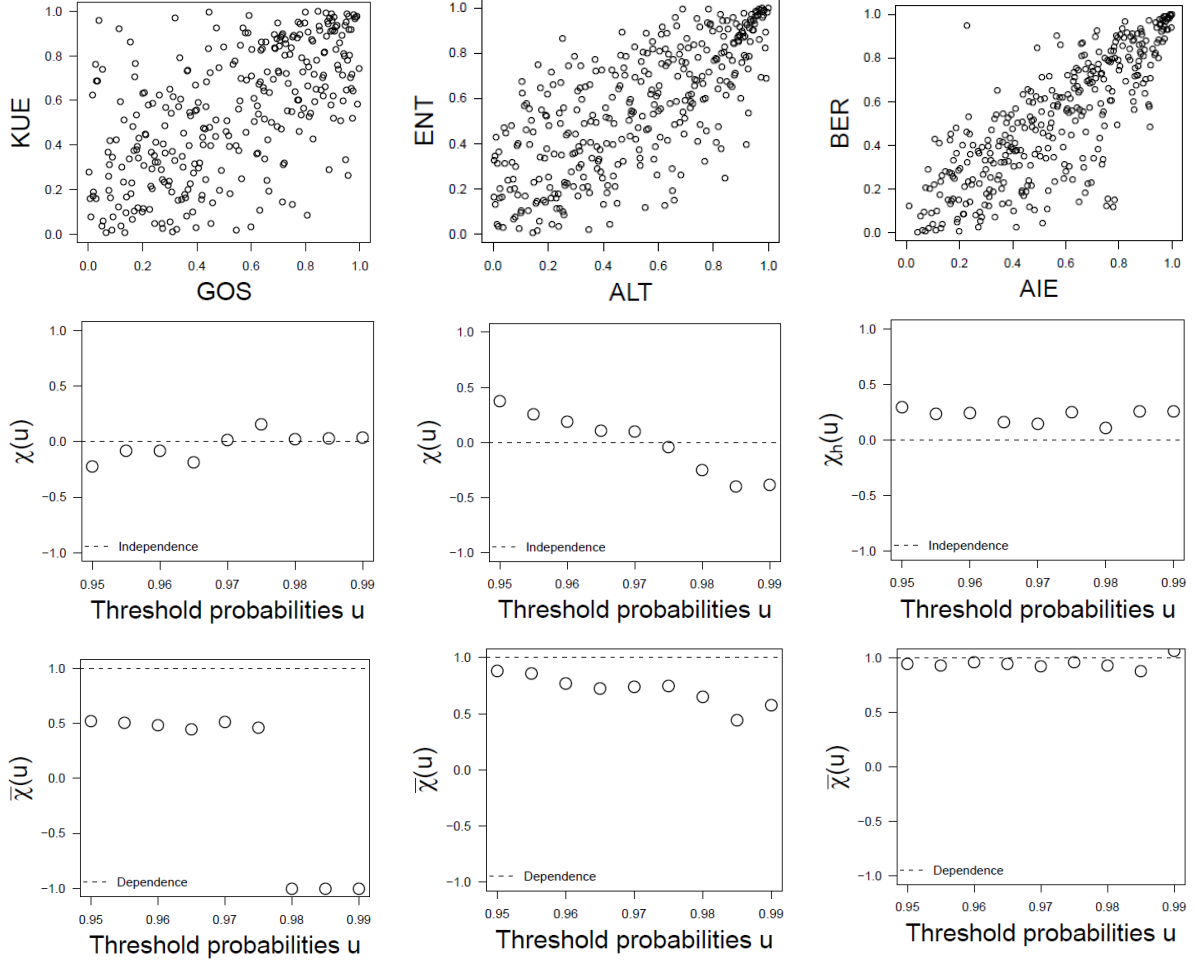 1.0 1.0 1.0
0.8 0.8 0.8
0.6 0.6 0.6
KUE ENT BER
0.4 0.4 0.4
0.2 0.2 0.2
0.0 0.0 0.0
0.0 0.2 0.4 0.6 0.8 1.0 0.0 0.2 0.4 0.6 0.8 1.0 0.0 0.2 0.4 0.6 0.8 1.0
GOS ALT AIE
1.0 1.0 1.0
0.5 0.5 0.5
χ(u) χ(u) χh(u)
0.0 0.0 0.0
−0.5 −0.5 −0.5
Independence Independence Independence
−1.0 −1.0 −1.0
0.95 0.96 0.97 0.98 0.99 0.95 0.96 0.97 0.98 0.99 0.95 0.96 0.97 0.98 0.99
Threshold probabilities u Threshold probabilities u Threshold probabilities u
1.0 1.0 1.0
0.5 0.5 0.5
χ̅(u) χ̅(u) χ̅(u)
0.0 0.0 0.0
−0.5 −0.5 −0.5
Dependence Dependence Dependence
−1.0 −1.0 −1.0
0.95 0.96 0.97 0.98 0.99 0.95 0.96 0.97 0.98 0.99 0.95 0.96 0.97 0.98 0.99
Threshold probabilities u Threshold probabilities u Threshold probabilities u